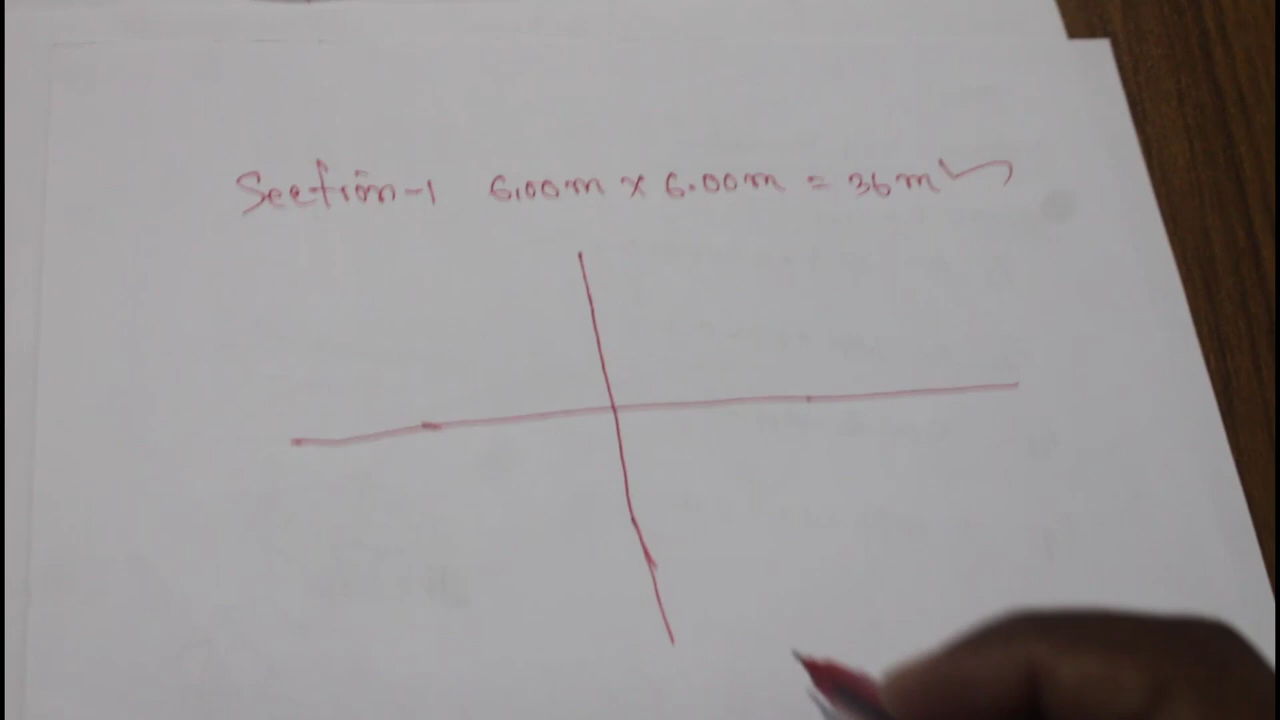 Section-1 6.00m x 6.00m = 36m